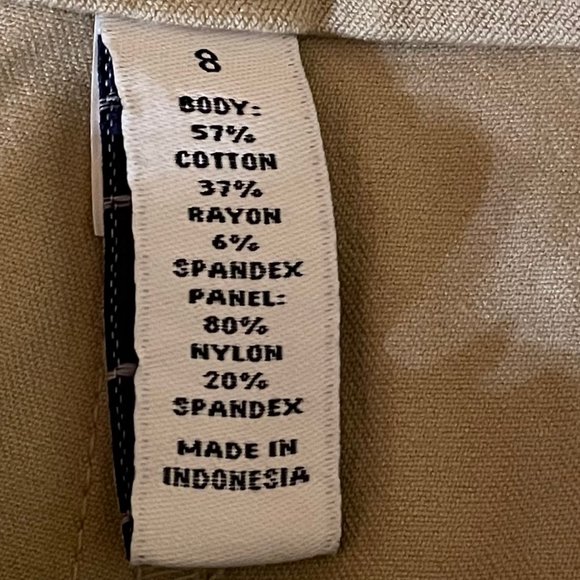 8
BODY:
57%
COTTON
37%
RAYON
6%
SPANDEX
PANEL:
80%
NYLON
20%
SPANDEX
MADE IN
INDONESIA